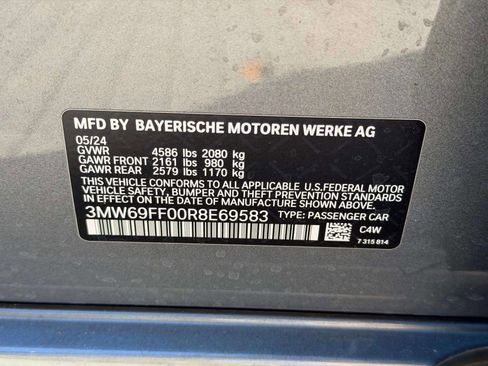 MFD BY BAYERISCHE MOTOREN WERKE AG
05/24
GVWR 4586 lbs 2080 kg
GAWR FRONT 2161 lbs 980 kg
GAWR REAR 2579 lbs 1170 kg
THIS VEHICLE CONFORMS TO ALL APPLICABLE U.S.FEDERAL MOTOR
VEHICLE SAFETY, BUMPER, AND THEFT PREVENTION STANDARDS
IN EFFECT ON THE DATE OF MANUFACTURE SHOWN ABOVE.
3MW69FF00R8E69583 TYPE: PASSENGER CAR
C4W
7 315 814